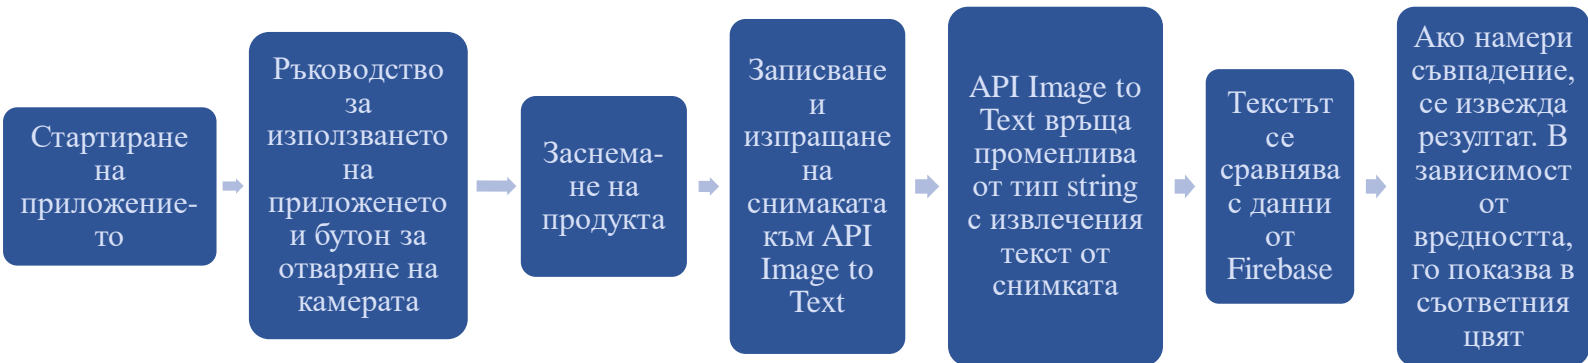 Стартиране
на
приложение-
то
Ръководство
за
използването
на
приложенето
и бутон за
отваряне на
камерата
Заснема-
не на
продукта
Записване
и
изпращане
на
снимаката
към API
Image to
Text
API Image to
Text връща
променлива
от тип string
с извлечения
текст от
снимката
Текстът
се
сравнява
с данни
от
Firebase
Ако намери
съвпадение,
се извежда
резултат. В
зависимост
от
вредността,
го показва в
съответния
цвят